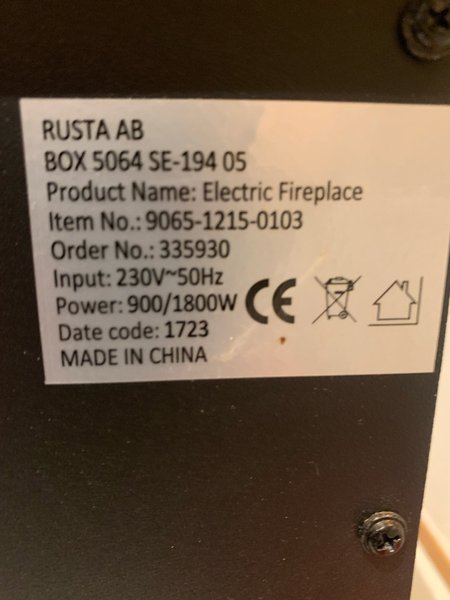 RUSTA AB
BOX 5064 SE-194 05
Product Name: Electric Fireplace
Item No.: 9065-1215-0103
Order No.: 335930
Input: 230V~50Hz
Power: 900/1800W
Date code: 1723
MADE IN CHINA
CE